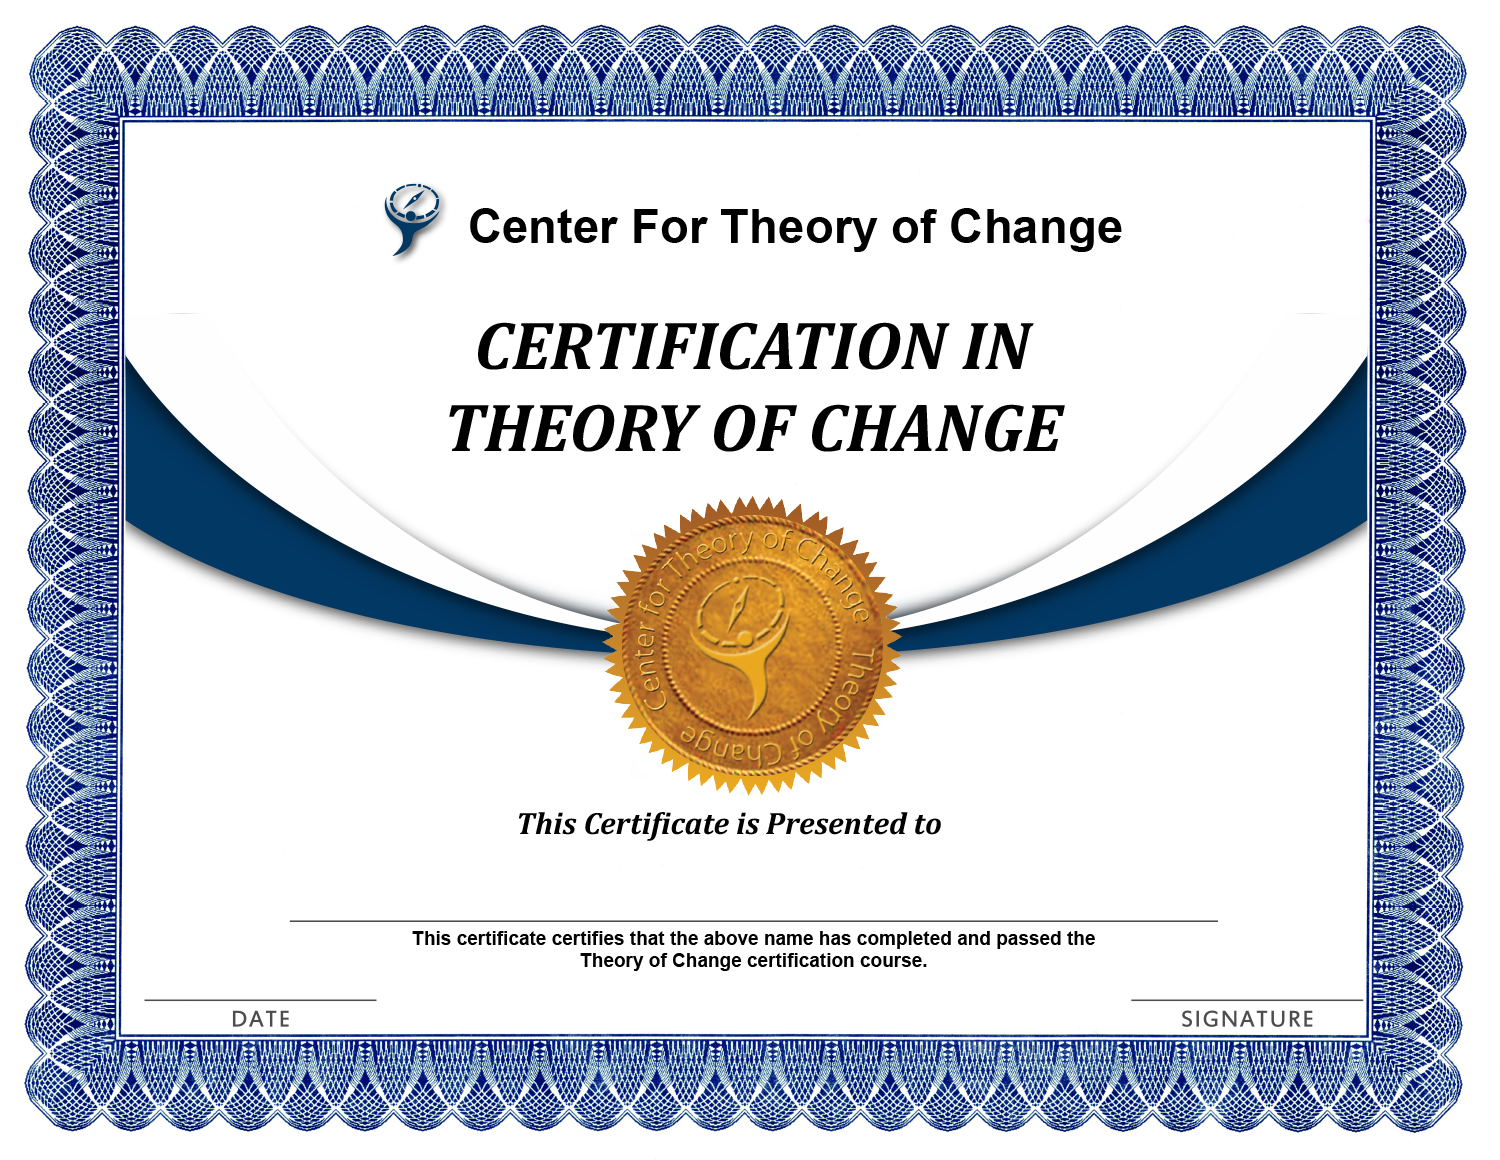 Center For Theory of Change
CERTIFICATION IN
THEORY OF CHANGE
Center for Theory of Change
Theory of Change
This Certificate is Presented to
This certificate certifies that the above name has completed and passed the
Theory of Change certification course.
DATE
SIGNATURE